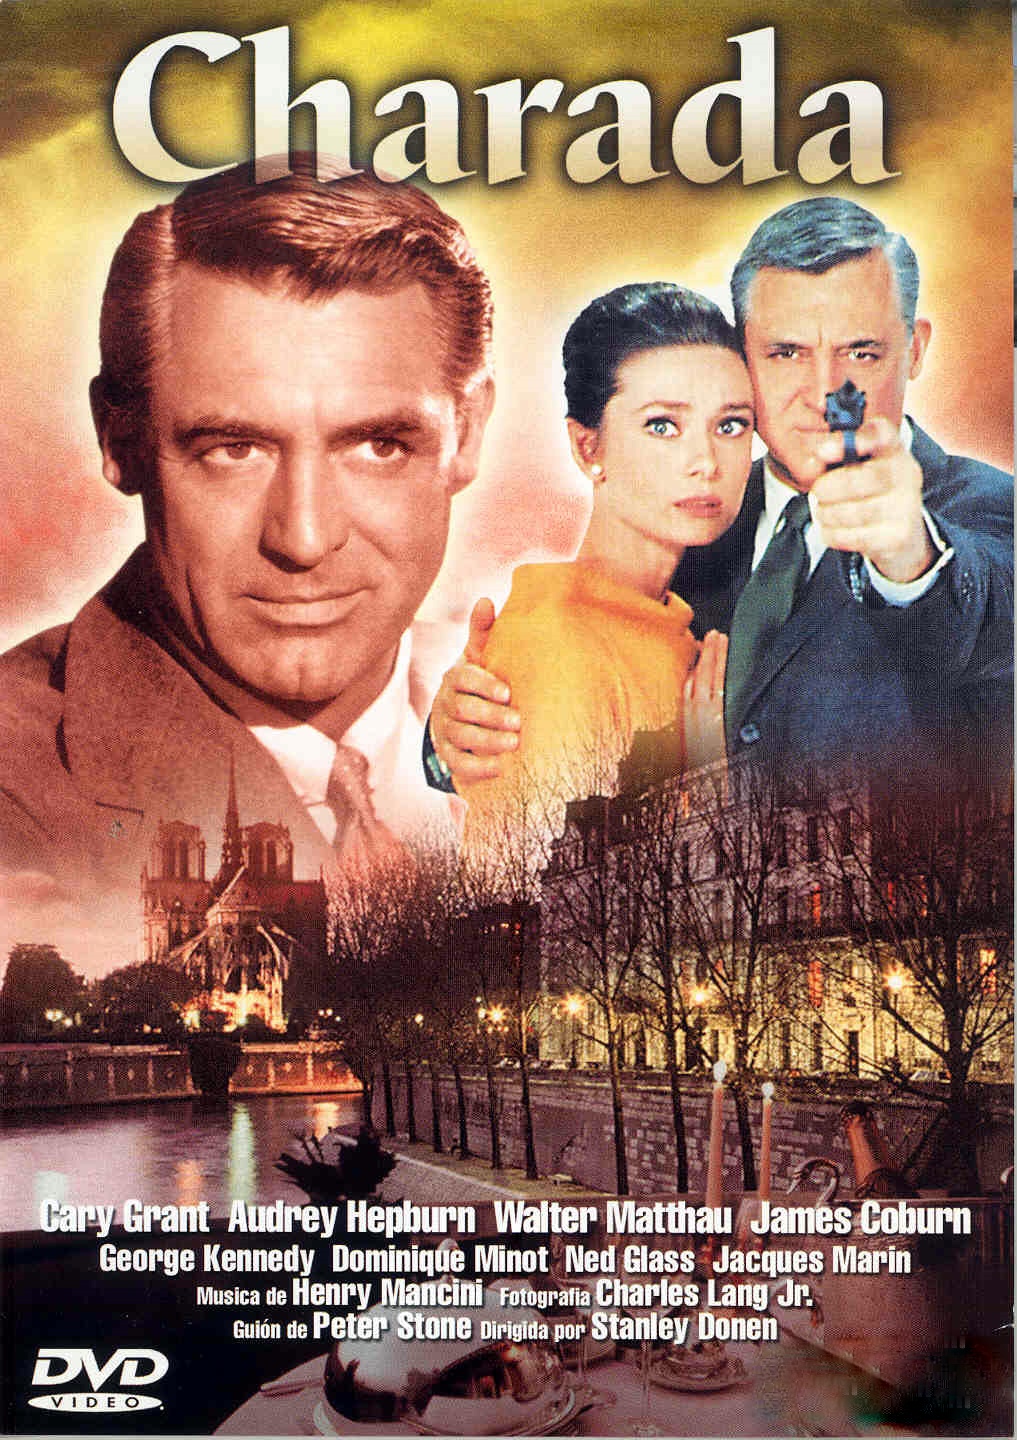 Charada
Cary Grant Audrey Hepburn Walter Matthau James Coburn
George Kennedy Dominique Minot Ned Glass Jacques Marin
Musica de Henry Mancini Fotografia Charles Lang Jr.
Guión de Peter Stone Dirigida por Stanley Donen
DVD
VIDEO